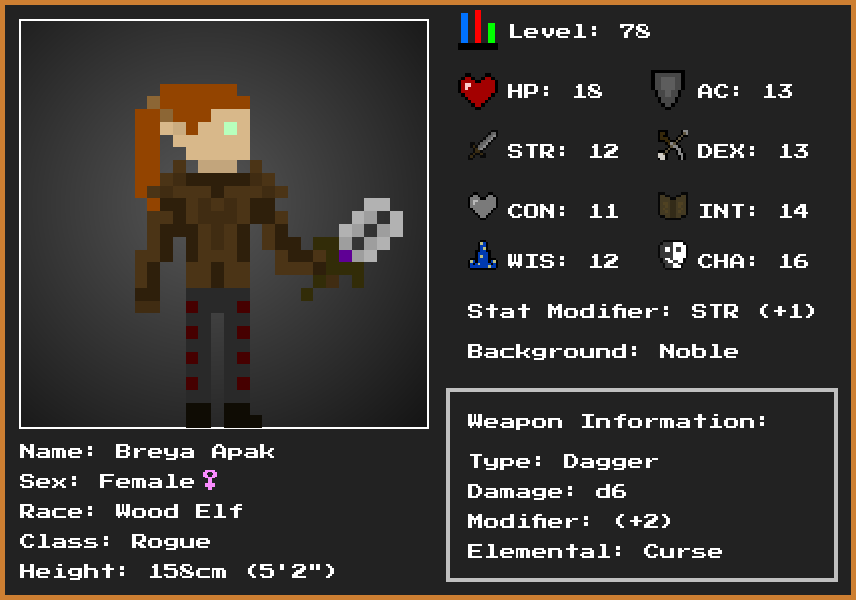 Level: 78
HP: 18 AC: 13
STR: 12 DEX: 13
CON: 11 INT: 14
WIS: 12 CHA: 16
Stat Modifier: STR (+1)
Background: Noble
Weapon Information:
Type: Dagger
Damage: d6
Modifier: (+2)
Elemental: Curse
Name: Breya Apak
Sex: Female♀
Race: Wood Elf
Class: Rogue
Height: 158cm (5'2")